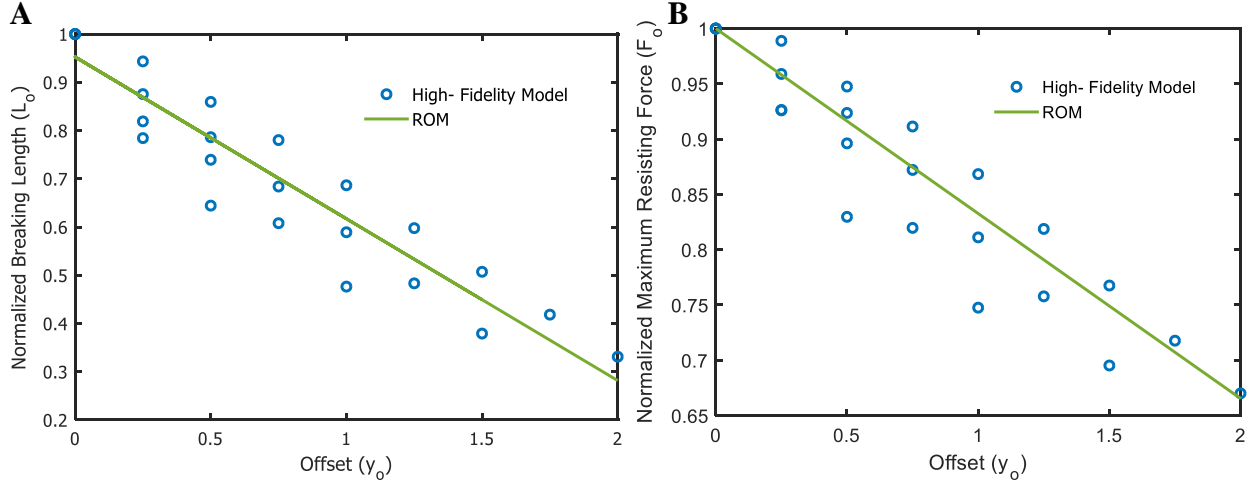 A
Normalized Breaking Length (Lo)
1
0.9
0.8
0.7
0.6
0.5
0.4
0.3
0.2
0
0.5
1
1.5
2
Offset (yo)
High- Fidelity Model
ROM
B
Normalized Maximum Resisting Force (Fo)
1
0.95
0.9
0.85
0.8
0.75
0.7
0.65
0
0.5
1
1.5
2
Offset (yo)
High- Fidelity Model
ROM